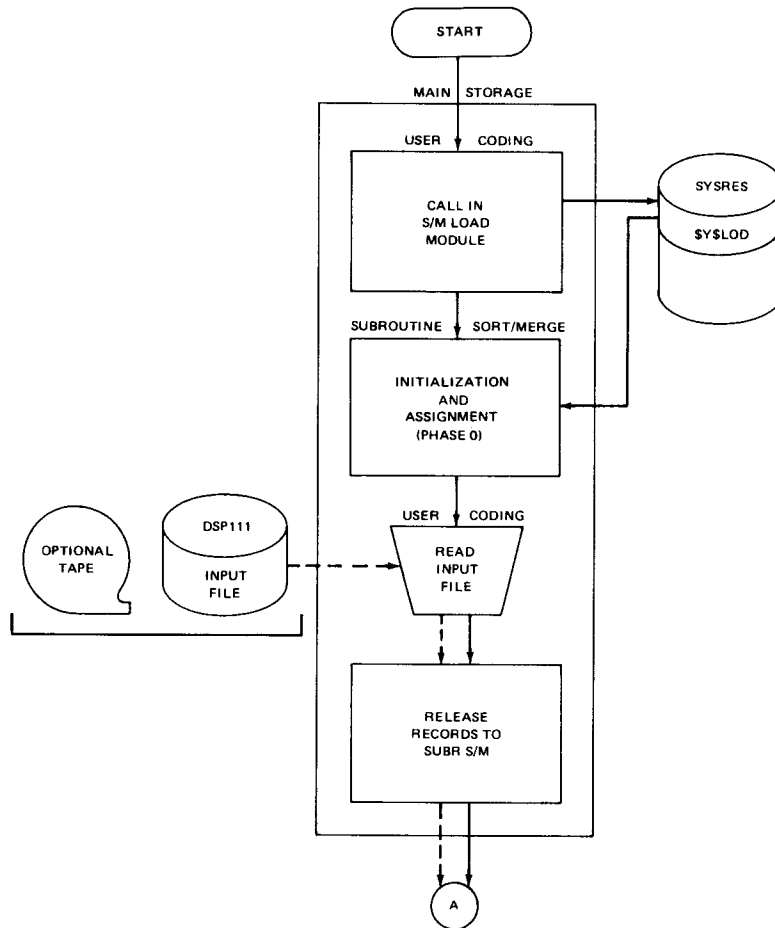 START
MAIN STORAGE
USER CODING
CALL IN
S/M LOAD
MODULE
SYSRES
$Y$LOD
SUBROUTINE SORT/MERGE
INITIALIZATION
AND
ASSIGNMENT
(PHASE 0)
USER CODING
OPTIONAL
TAPE
DSP111
INPUT
FILE
READ
INPUT
FILE
RELEASE
RECORDS TO
SUBR S/M
A